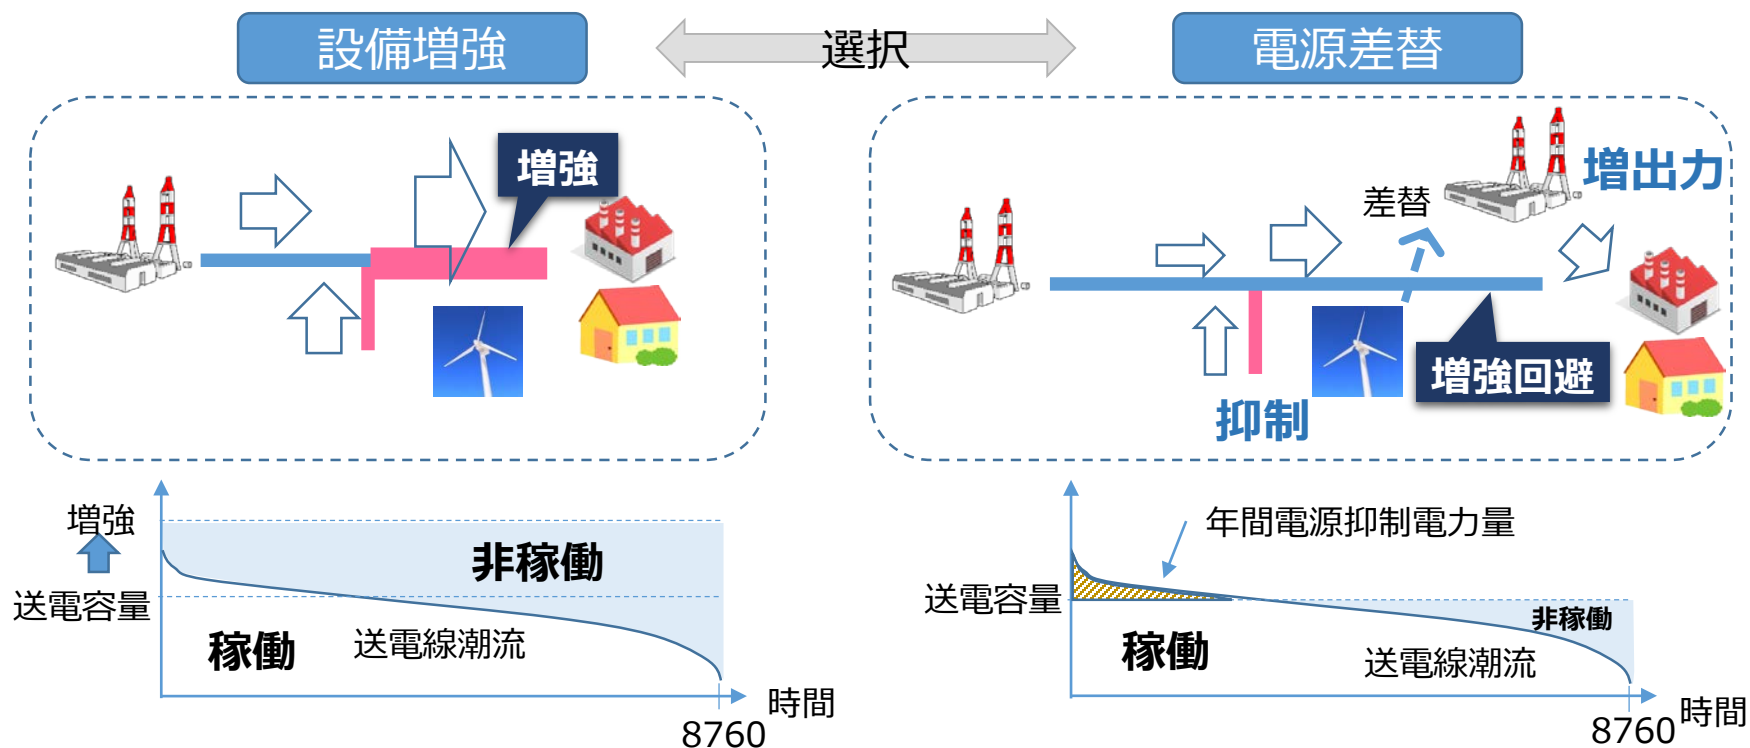 設備増強
選択
電源差替
増強
増出力
差替
増強回避
抑制
増強
送電容量
非稼働
稼働
送電線潮流
時間
8760
年間電源抑制電力量
送電容量
非稼働
稼働
送電線潮流
時間
8760